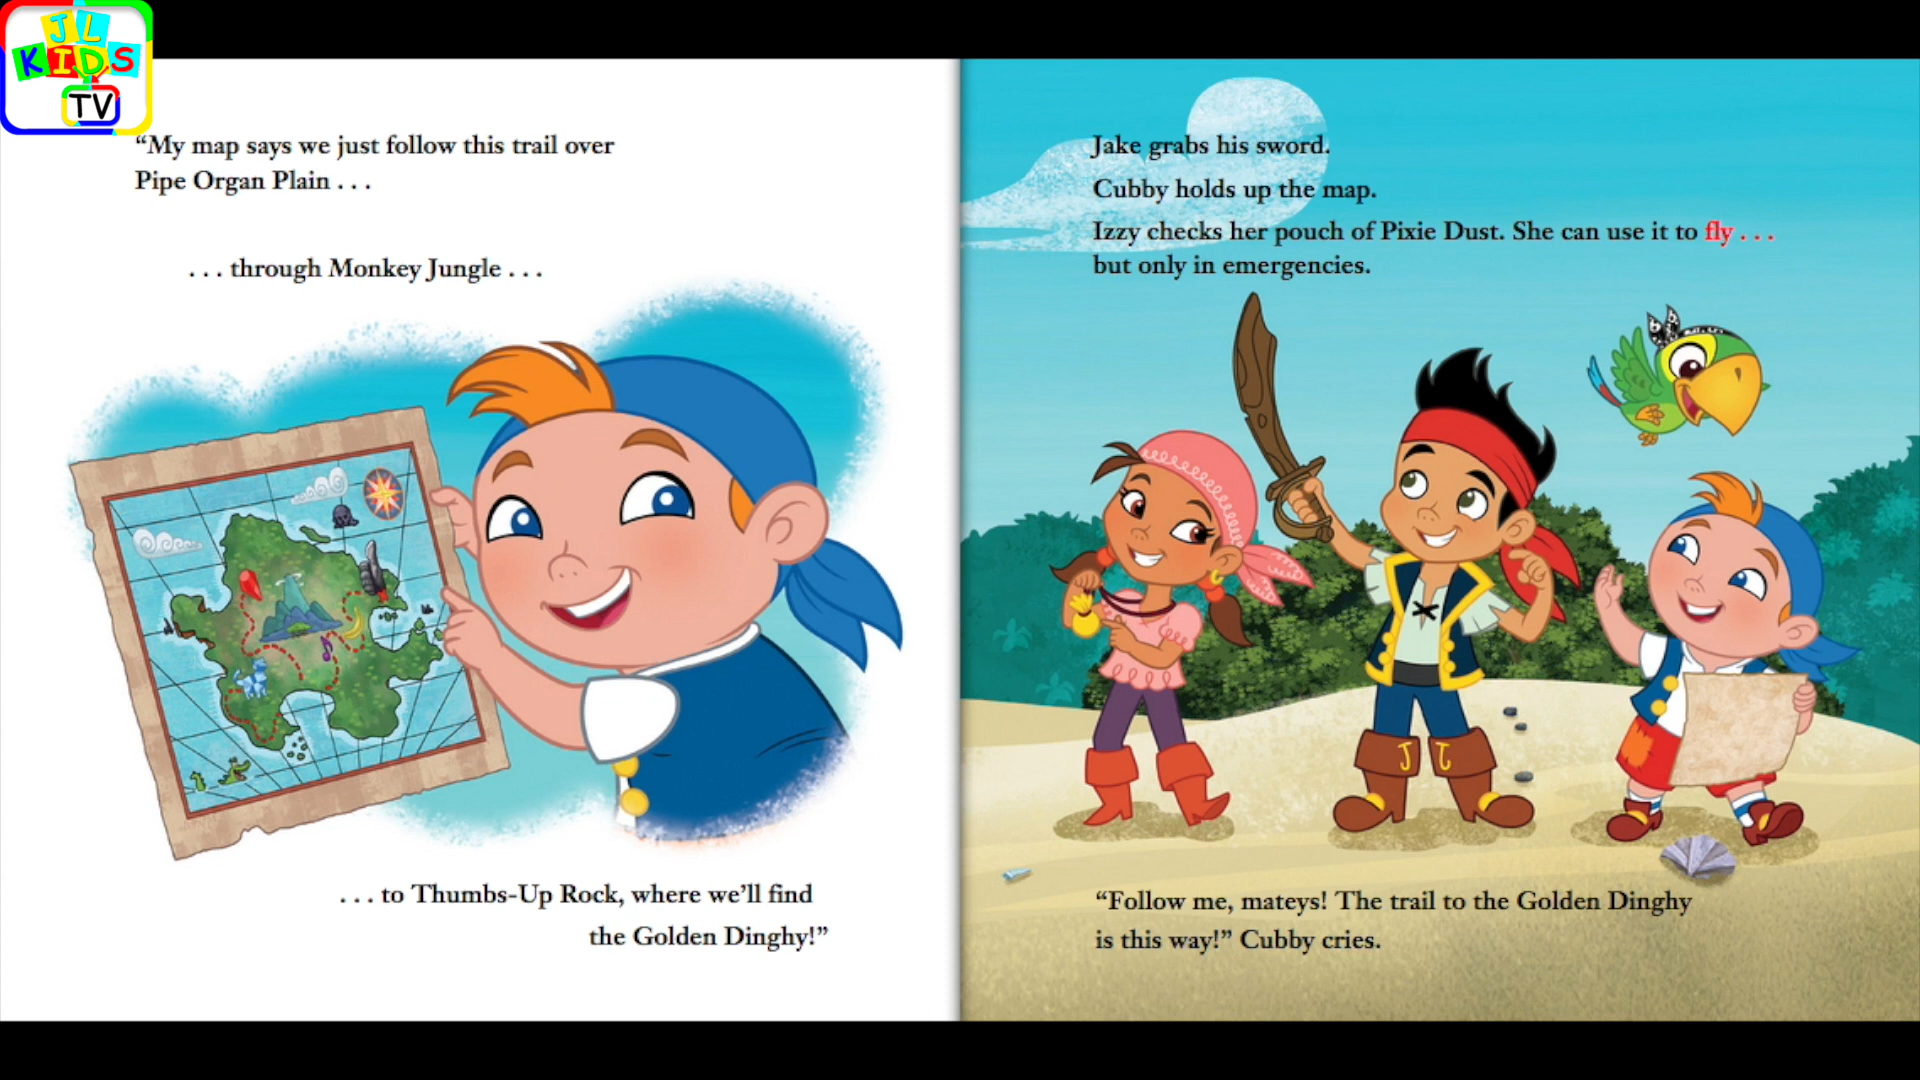 JL
KIDS
TV
“My map says we just follow this trail over
Pipe Organ Plain . . .
. . . through Monkey Jungle . . .
. . . to Thumbs-Up Rock, where we’ll find
the Golden Dinghy!”
Jake grabs his sword.
Cubby holds up the map.
Izzy checks her pouch of Pixie Dust. She can use it to fly . . .
but only in emergencies.
J J
“Follow me, mateys! The trail to the Golden Dinghy
is this way!” Cubby cries.